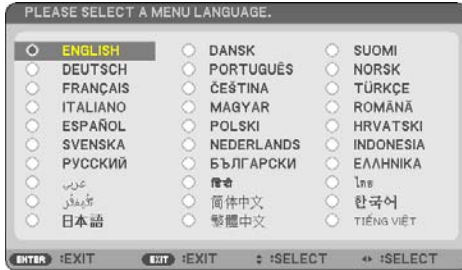 PLEASE SELECT A MENU LANGUAGE.
ENGLISH DANSK SUOMI
DEUTSCH PORTUGUÊS NORSK
FRANÇAIS ČEŠTINA TÜRKÇE
ITALIANO MAGYAR ROMÂNĂ
ESPAÑOL POLSKI HRVATSKI
SVENSKA NEDERLANDS INDONESIA
РУССКИЙ БЪЛГАРСКИ ΕΛΛΗΝΙΚΑ
عربي हिंदी ไทย
简体中文 한국어
日本語 繁體中文 TIẾNG VIỆT
ENTER :EXIT EXIT :EXIT :SELECT :SELECT